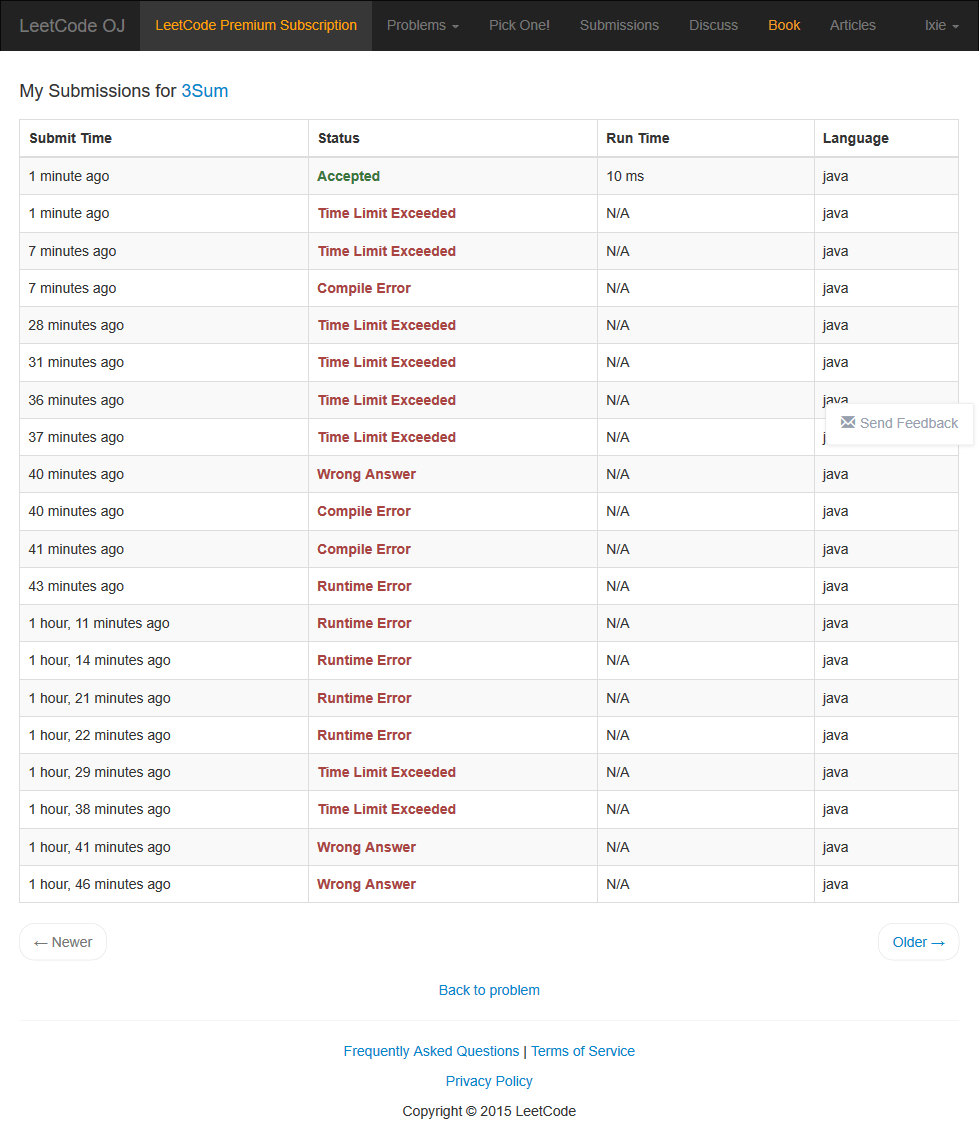 LeetCode OJ LeetCode Premium Subscription Problems Pick One! Submissions Discuss Book Articles lxie
My Submissions for 3Sum
Submit Time Status Run Time Language
1 minute ago Accepted 10 ms java
1 minute ago Time Limit Exceeded N/A java
7 minutes ago Time Limit Exceeded N/A java
7 minutes ago Compile Error N/A java
28 minutes ago Time Limit Exceeded N/A java
31 minutes ago Time Limit Exceeded N/A java
36 minutes ago Time Limit Exceeded N/A java
Send Feedback
37 minutes ago Time Limit Exceeded N/A
40 minutes ago Wrong Answer N/A java
40 minutes ago Compile Error N/A java
41 minutes ago Compile Error N/A java
43 minutes ago Runtime Error N/A java
1 hour, 11 minutes ago Runtime Error N/A java
1 hour, 14 minutes ago Runtime Error N/A java
1 hour, 21 minutes ago Runtime Error N/A java
1 hour, 22 minutes ago Runtime Error N/A java
1 hour, 29 minutes ago Time Limit Exceeded N/A java
1 hour, 38 minutes ago Time Limit Exceeded N/A java
1 hour, 41 minutes ago Wrong Answer N/A java
1 hour, 46 minutes ago Wrong Answer N/A java
← Newer Older →
Back to problem
Frequently Asked Questions | Terms of Service
Privacy Policy
Copyright © 2015 LeetCode